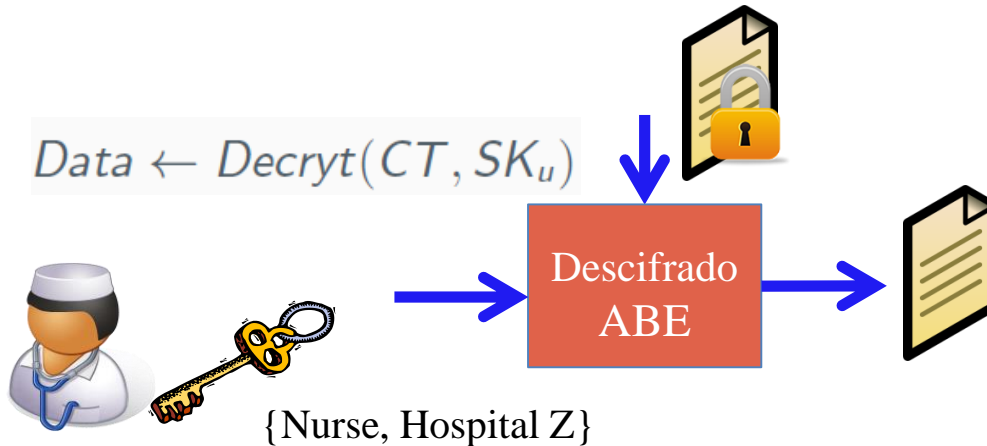 Data ← Decryt(CT, SK_u)
Descifrado
ABE
{Nurse, Hospital Z}